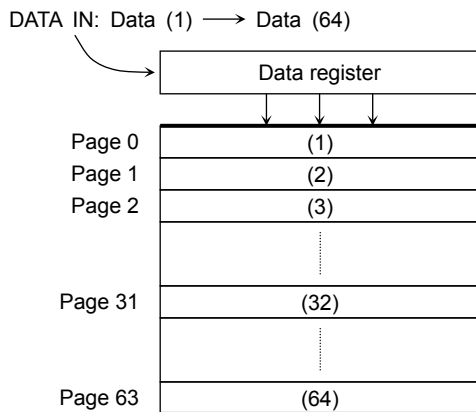 DATA IN: Data (1) Data (64)
Data register
Page 0 (1)
Page 1 (2)
Page 2 (3)
Page 31 (32)
Page 63 (64)